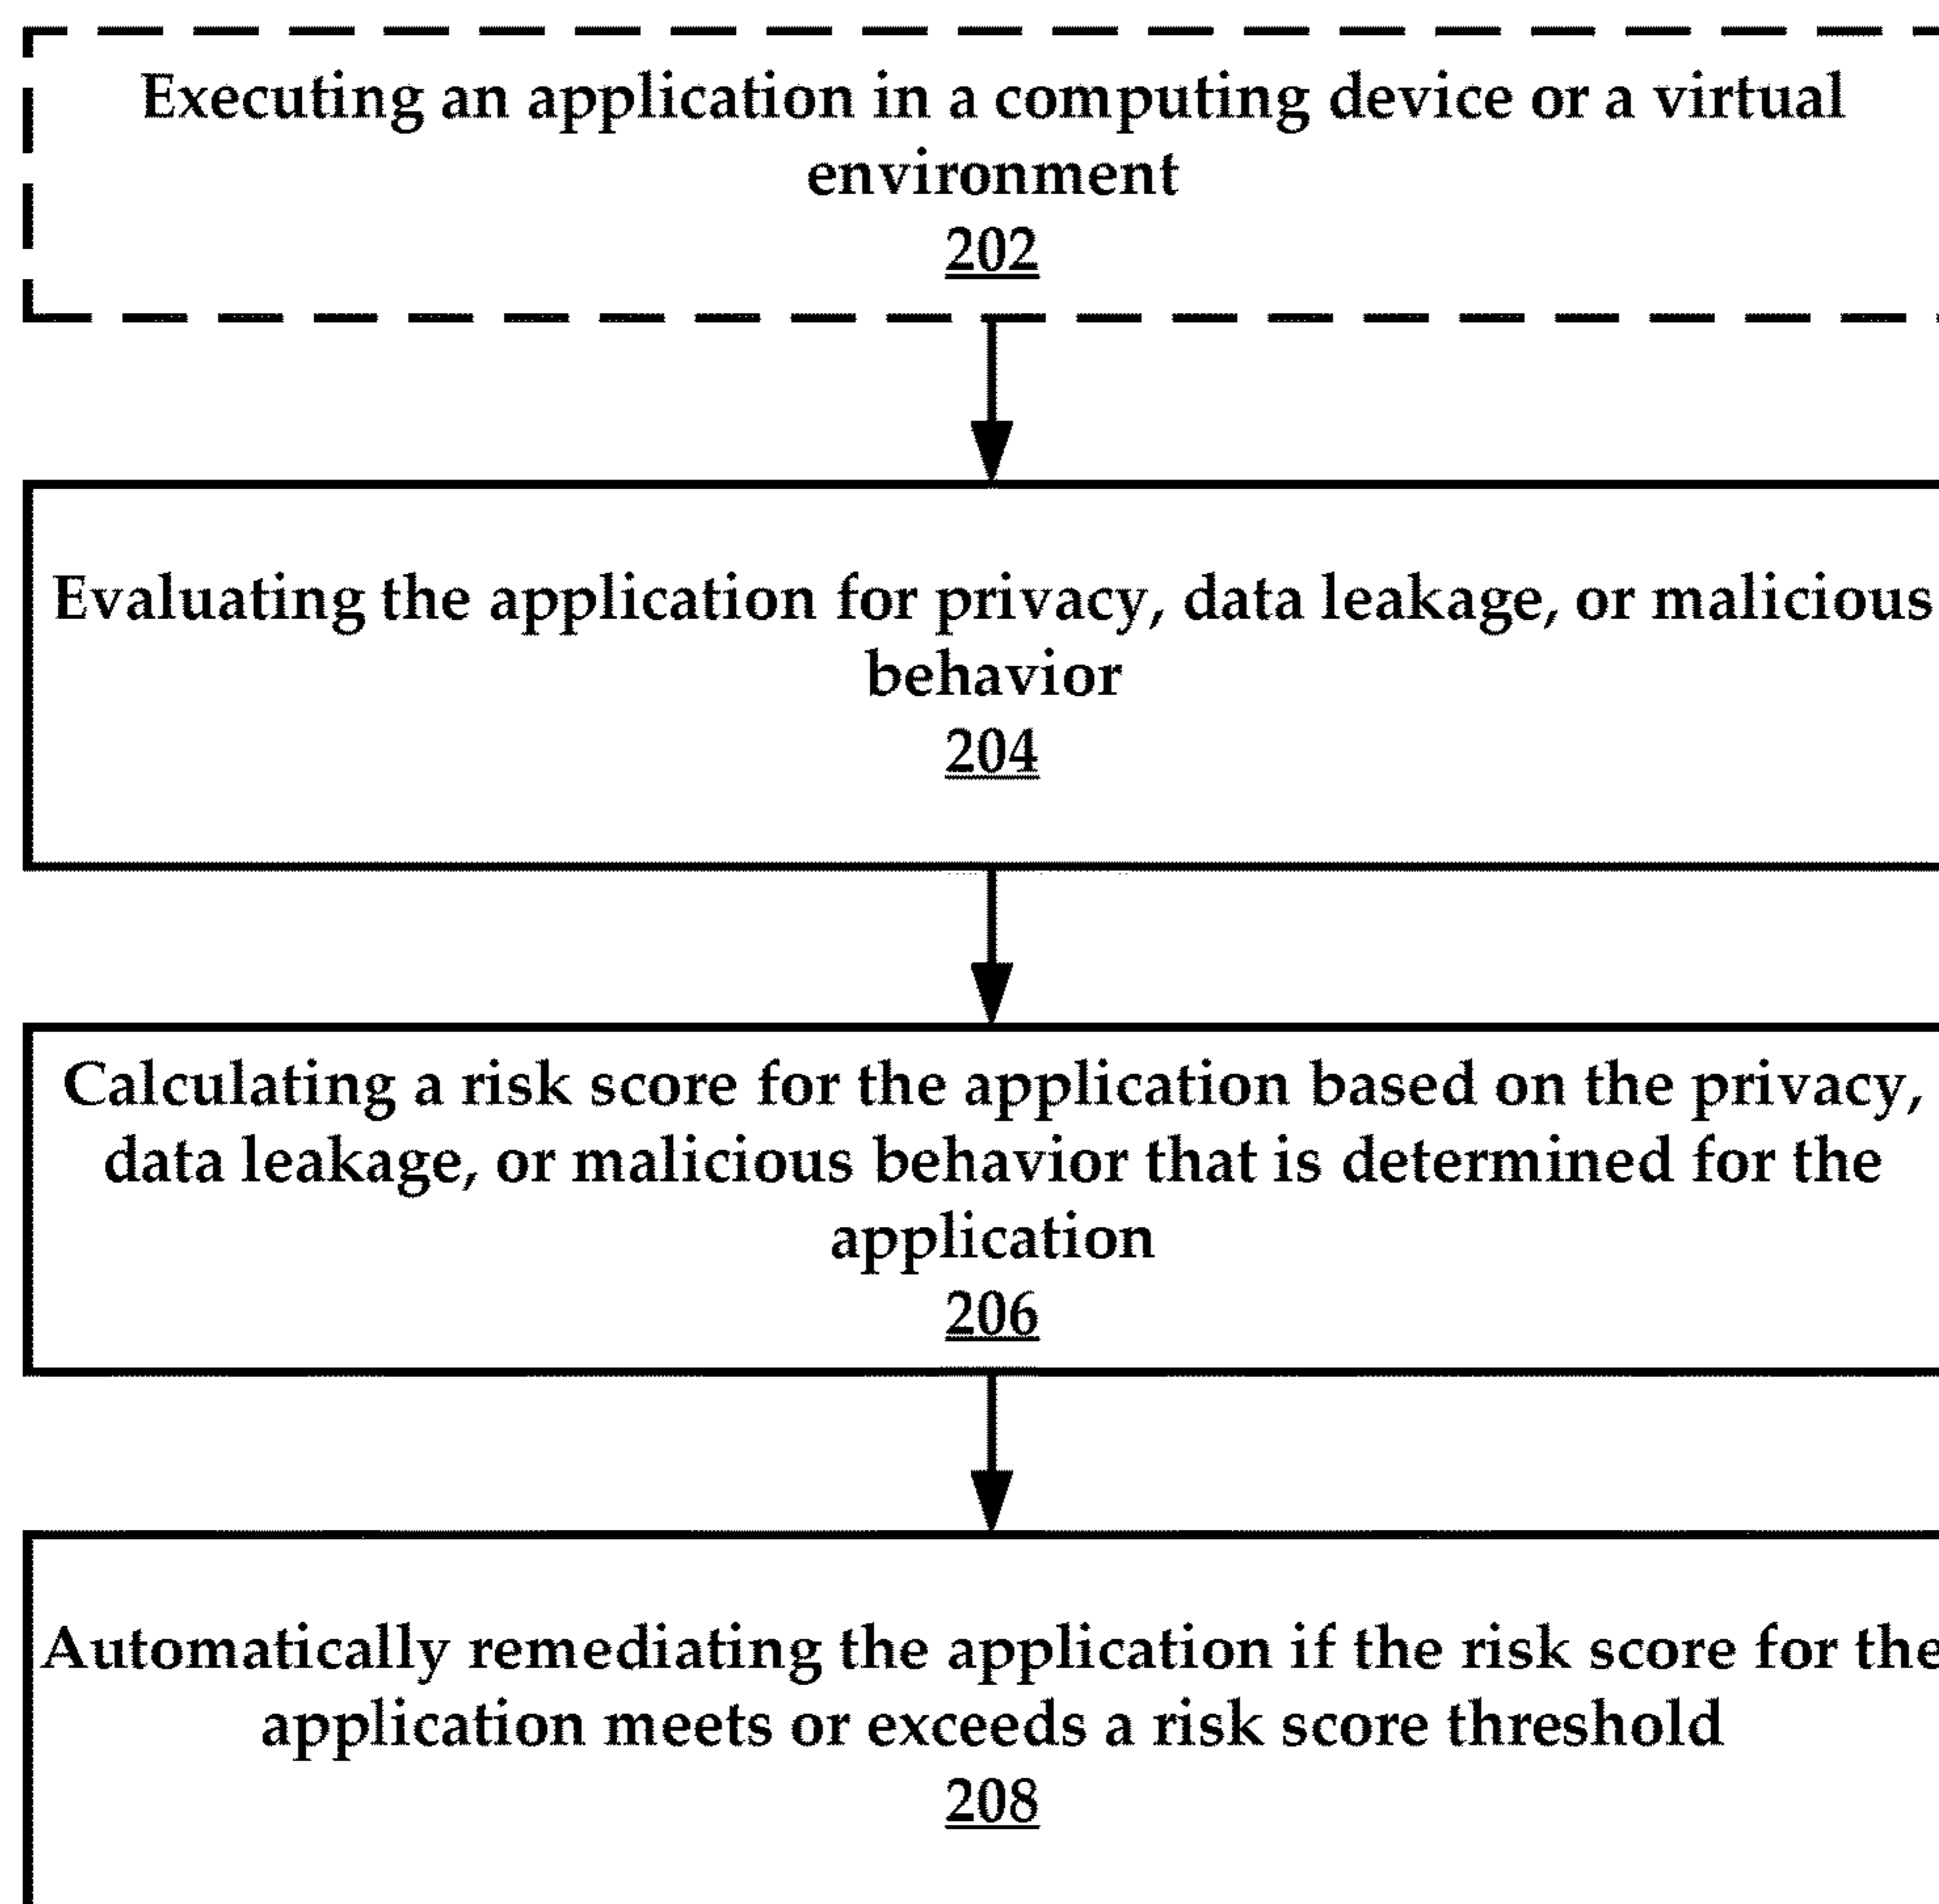 Executing an application in a computing device or a virtual
environment
202
Evaluating the application for privacy, data leakage, or malicious
behavior
204
Calculating a risk score for the application based on the privacy,
data leakage, or malicious behavior that is determined for the
application
206
Automatically remediating the application if the risk score for the
application meets or exceeds a risk score threshold
208